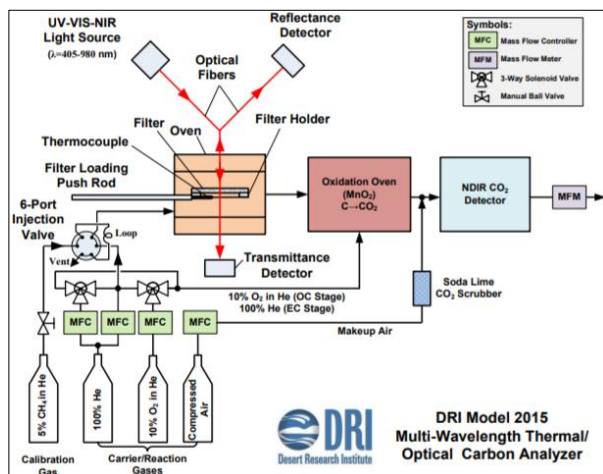 UV-VIS-NIR
Light Source
(λ=405-980 nm)
Reflectance
Detector
Optical
Fibers
Symbols:
MFC Mass Flow Controller
MFM Mass Flow Meter
3-Way Solenoid Valve
Manual Ball Valve
Filter
Oven
Filter Holder
Thermocouple
Filter Loading
Push Rod
6-Port
Injection
Valve
Loop
Vent
Oxidation Oven
(MnO₂)
C→CO₂
NDIR CO₂
Detector
MFM
Transmittance
Detector
10% O₂ in He (OC Stage)
100% He (EC Stage)
Soda Lime
CO₂ Scrubber
MFC
MFC
MFC
MFC
Makeup Air
5% CH₄ in He
100% He
10% O₂ in He
Compressed
Air
Calibration
Gas
Carrier/Reaction
Gases
DRI
Desert Research Institute
DRI Model 2015
Multi-Wavelength Thermal/
Optical Carbon Analyzer